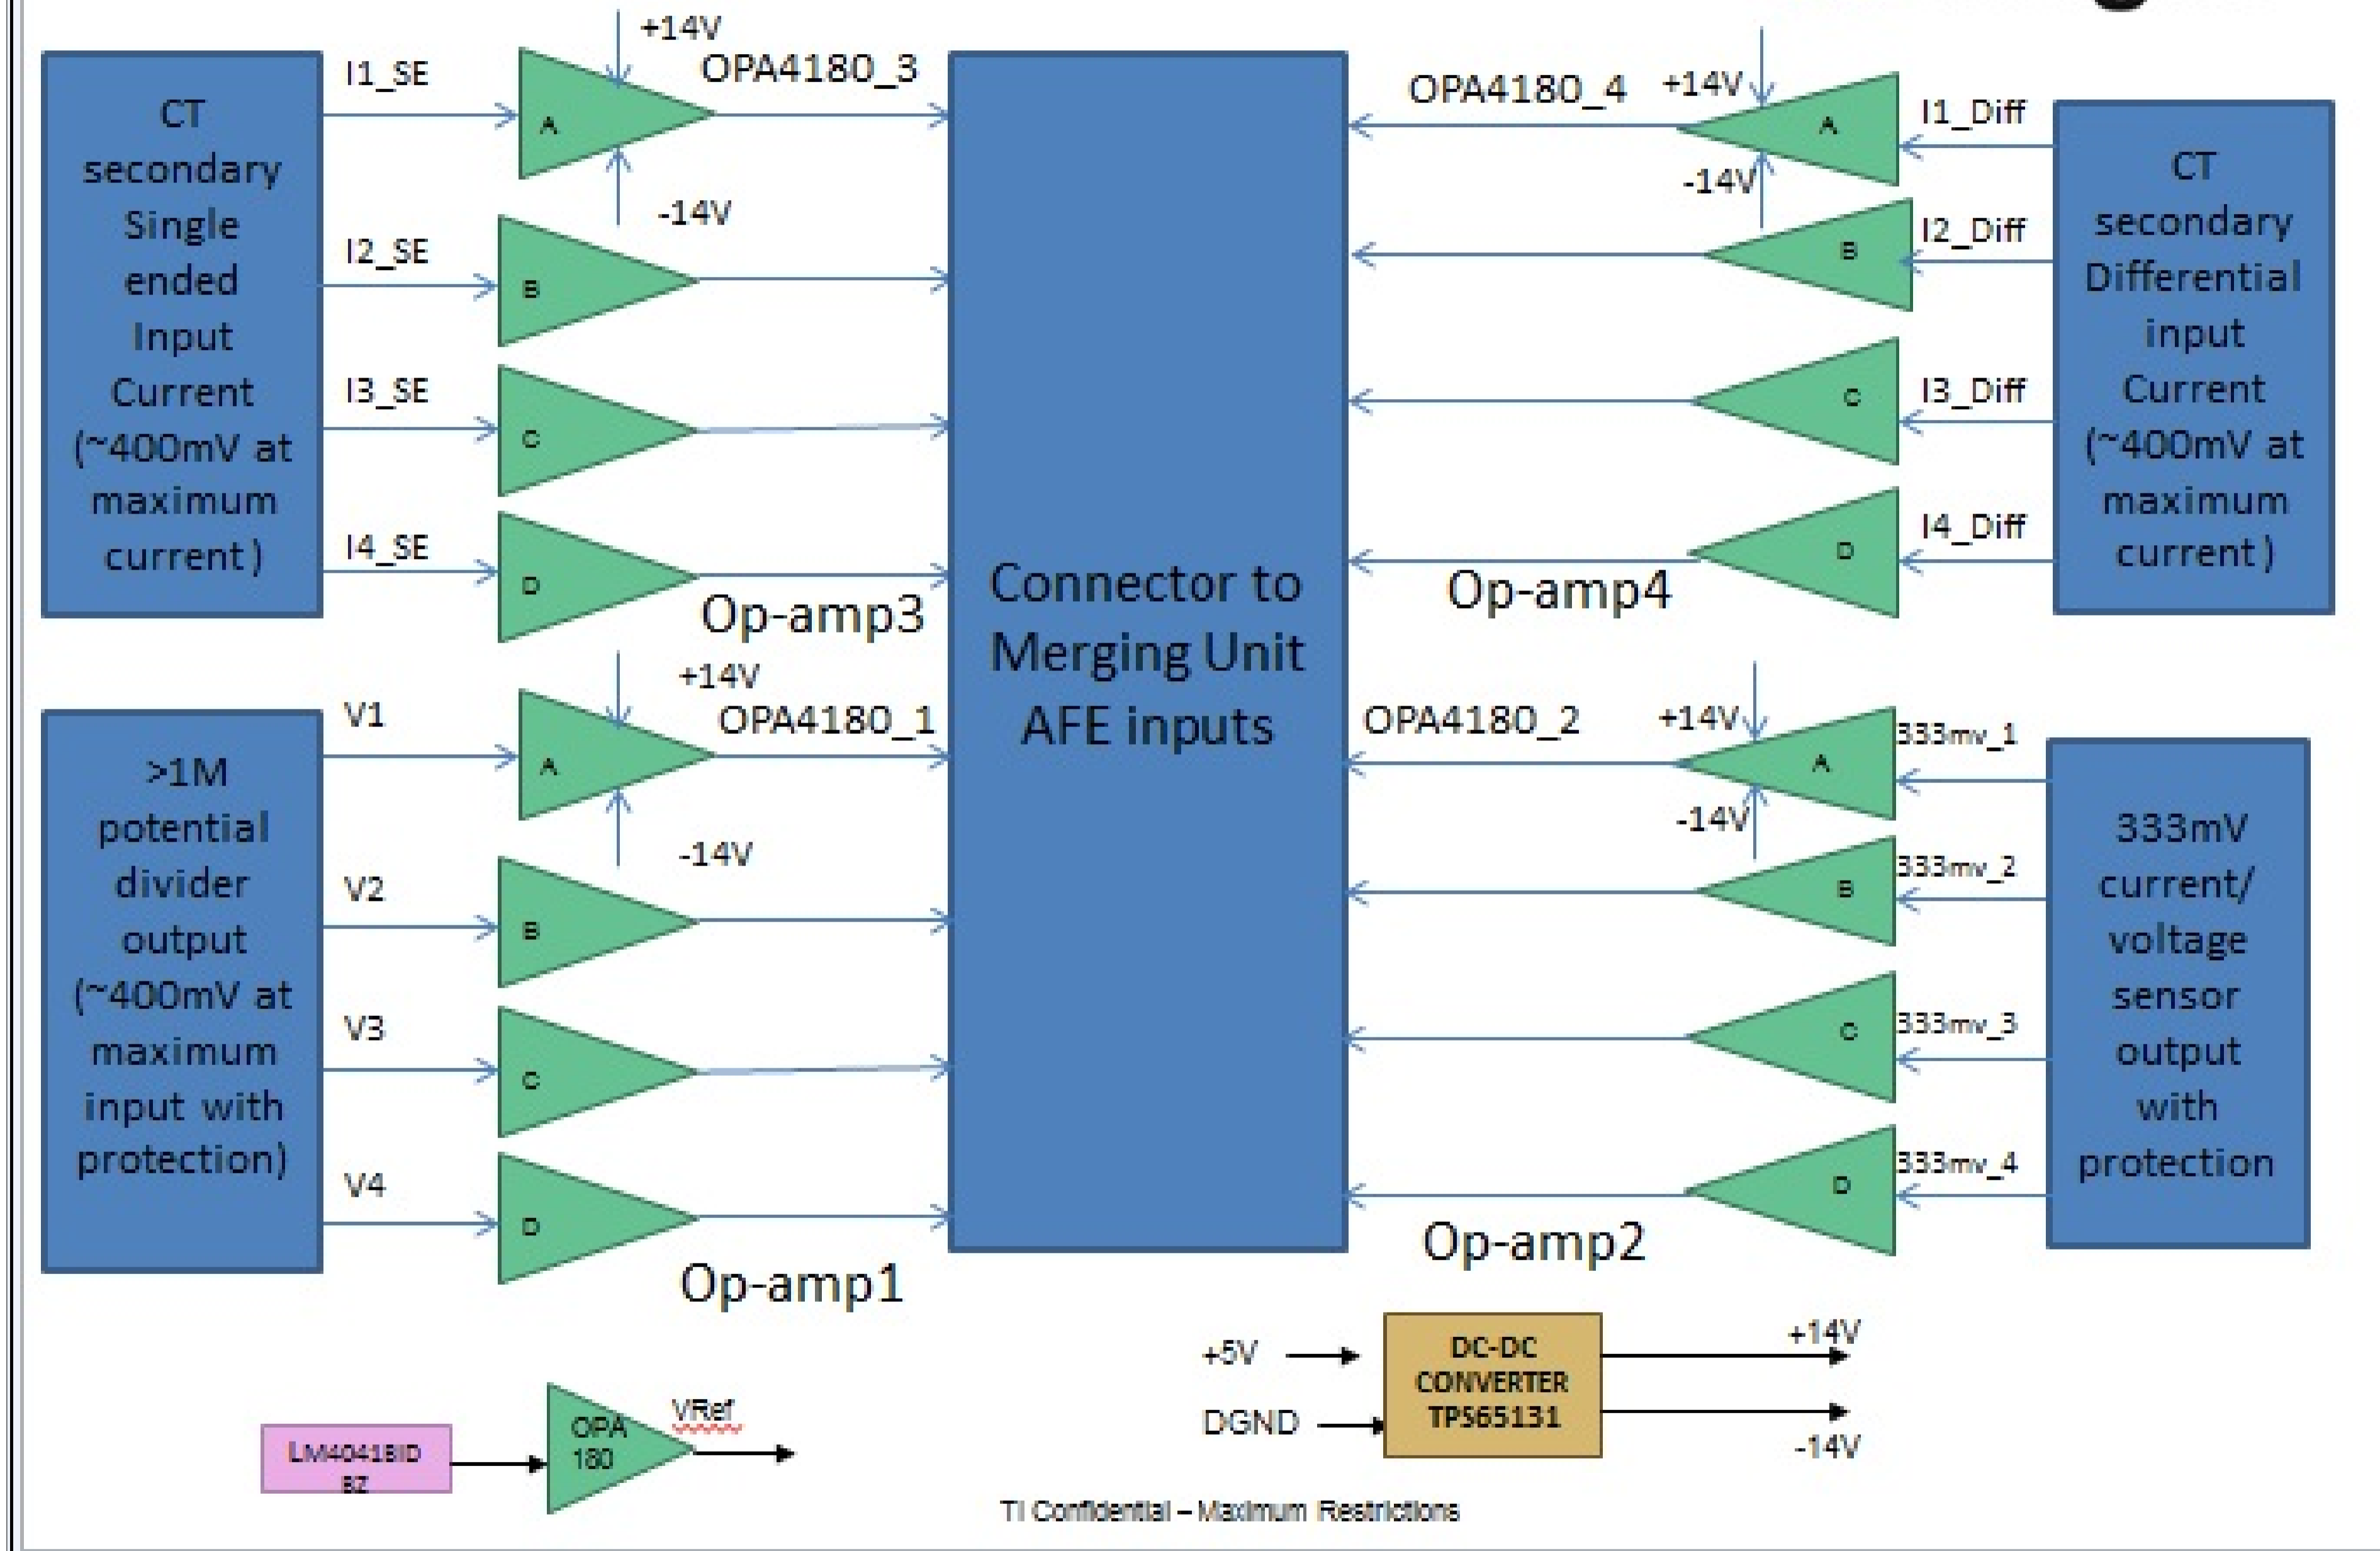 CT
secondary
Single
ended
Input
Current
(~400mV at
maximum
current)
I1_SE
I2_SE
I3_SE
I4_SE
A
B
C
D
+14V
-14V
OPA4180_3
Op-amp3
>1M
potential
divider
output
(~400mV at
maximum
input with
protection)
V1
V2
V3
V4
A
B
C
D
+14V
-14V
OPA4180_1
Op-amp1
Connector to
Merging Unit
AFE inputs
OPA4180_4
+14V
-14V
A
B
C
D
I1_Diff
I2_Diff
I3_Diff
I4_Diff
Op-amp4
CT
secondary
Differential
input
Current
(~400mV at
maximum
current)
OPA4180_2
+14V
-14V
A
B
C
D
333mv_1
333mv_2
333mv_3
333mv_4
Op-amp2
333mV
current/
voltage
sensor
output
with
protection
LM4041BID
BZ
OPA
180
VRef
+5V
DGND
DC-DC
CONVERTER
TPS65131
+14V
-14V
TI Confidential – Maximum Restrictions